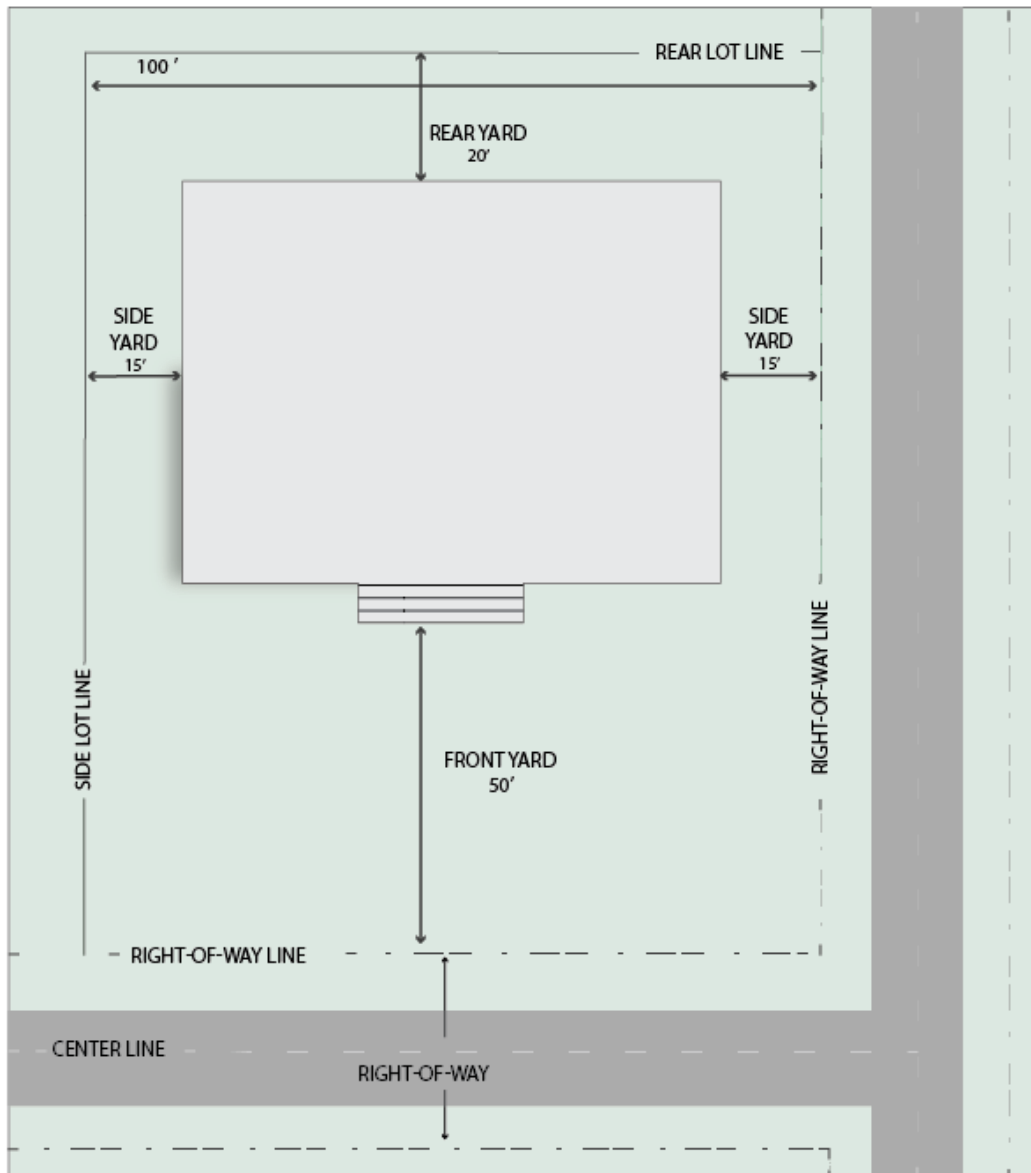 REAR LOT LINE
100 ′
REAR YARD
20′
SIDE
YARD
15′
SIDE
YARD
15′
RIGHT-OF-WAY LINE
SIDE LOT LINE
FRONT YARD
50′
RIGHT-OF-WAY LINE
CENTER LINE
RIGHT-OF-WAY